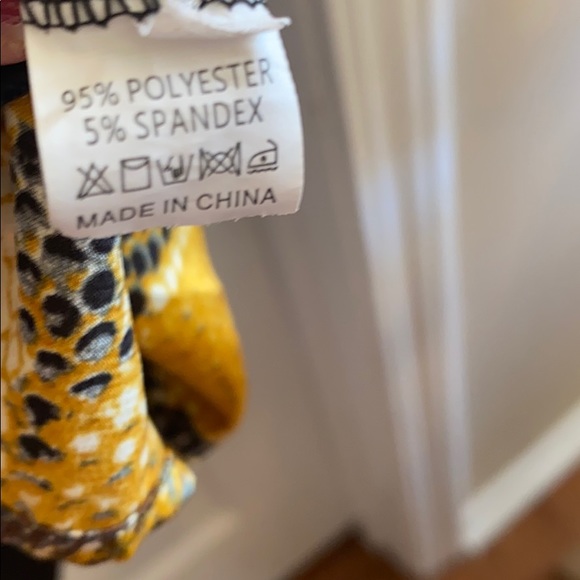 95% POLYESTER
5% SPANDEX
MADE IN CHINA